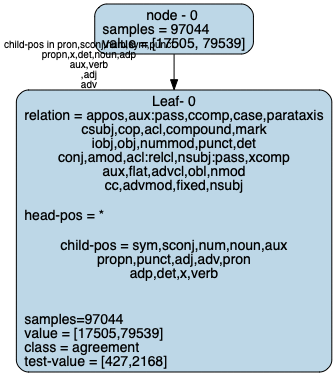 node - 0
samples = 97044
value = [17505, 79539]
child-pos in pron,sconj,num,sym,punct
propn,x,det,noun,adp
aux,verb
,adj
adv
Leaf- 0
relation = appos,aux:pass,ccomp,case,parataxis
csubj,cop,acl,compound,mark
iobj,obj,nummod,punct,det
conj,amod,acl:relcl,nsubj:pass,xcomp
aux,flat,advcl,obl,nmod
cc,advmod,fixed,nsubj
head-pos = *
child-pos = sym,sconj,num,noun,aux
propn,punct,adj,adv,pron
adp,det,x,verb
samples=97044
value = [17505,79539]
class = agreement
test-value = [427,2168]